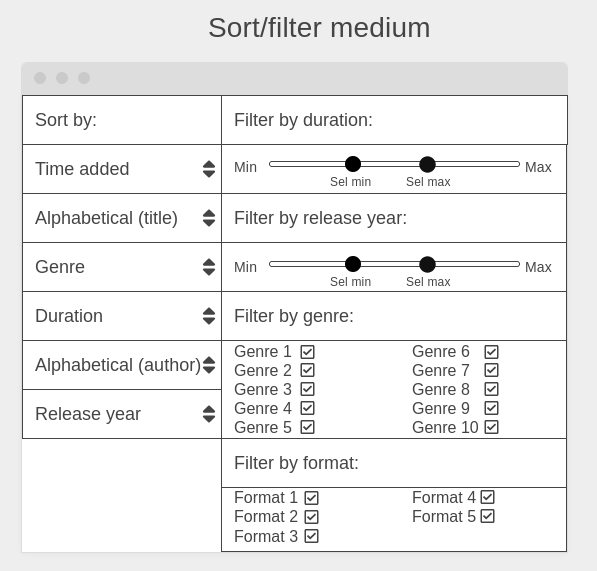 Sort/filter medium
Sort by:
Time added
Alphabetical (title)
Genre
Duration
Alphabetical (author)
Release year
Filter by duration:
Min Max
Sel min Sel max
Filter by release year:
Min Max
Sel min Sel max
Filter by genre:
Genre 1 Genre 6
Genre 2 Genre 7
Genre 3 Genre 8
Genre 4 Genre 9
Genre 5 Genre 10
Filter by format:
Format 1 Format 4
Format 2 Format 5
Format 3